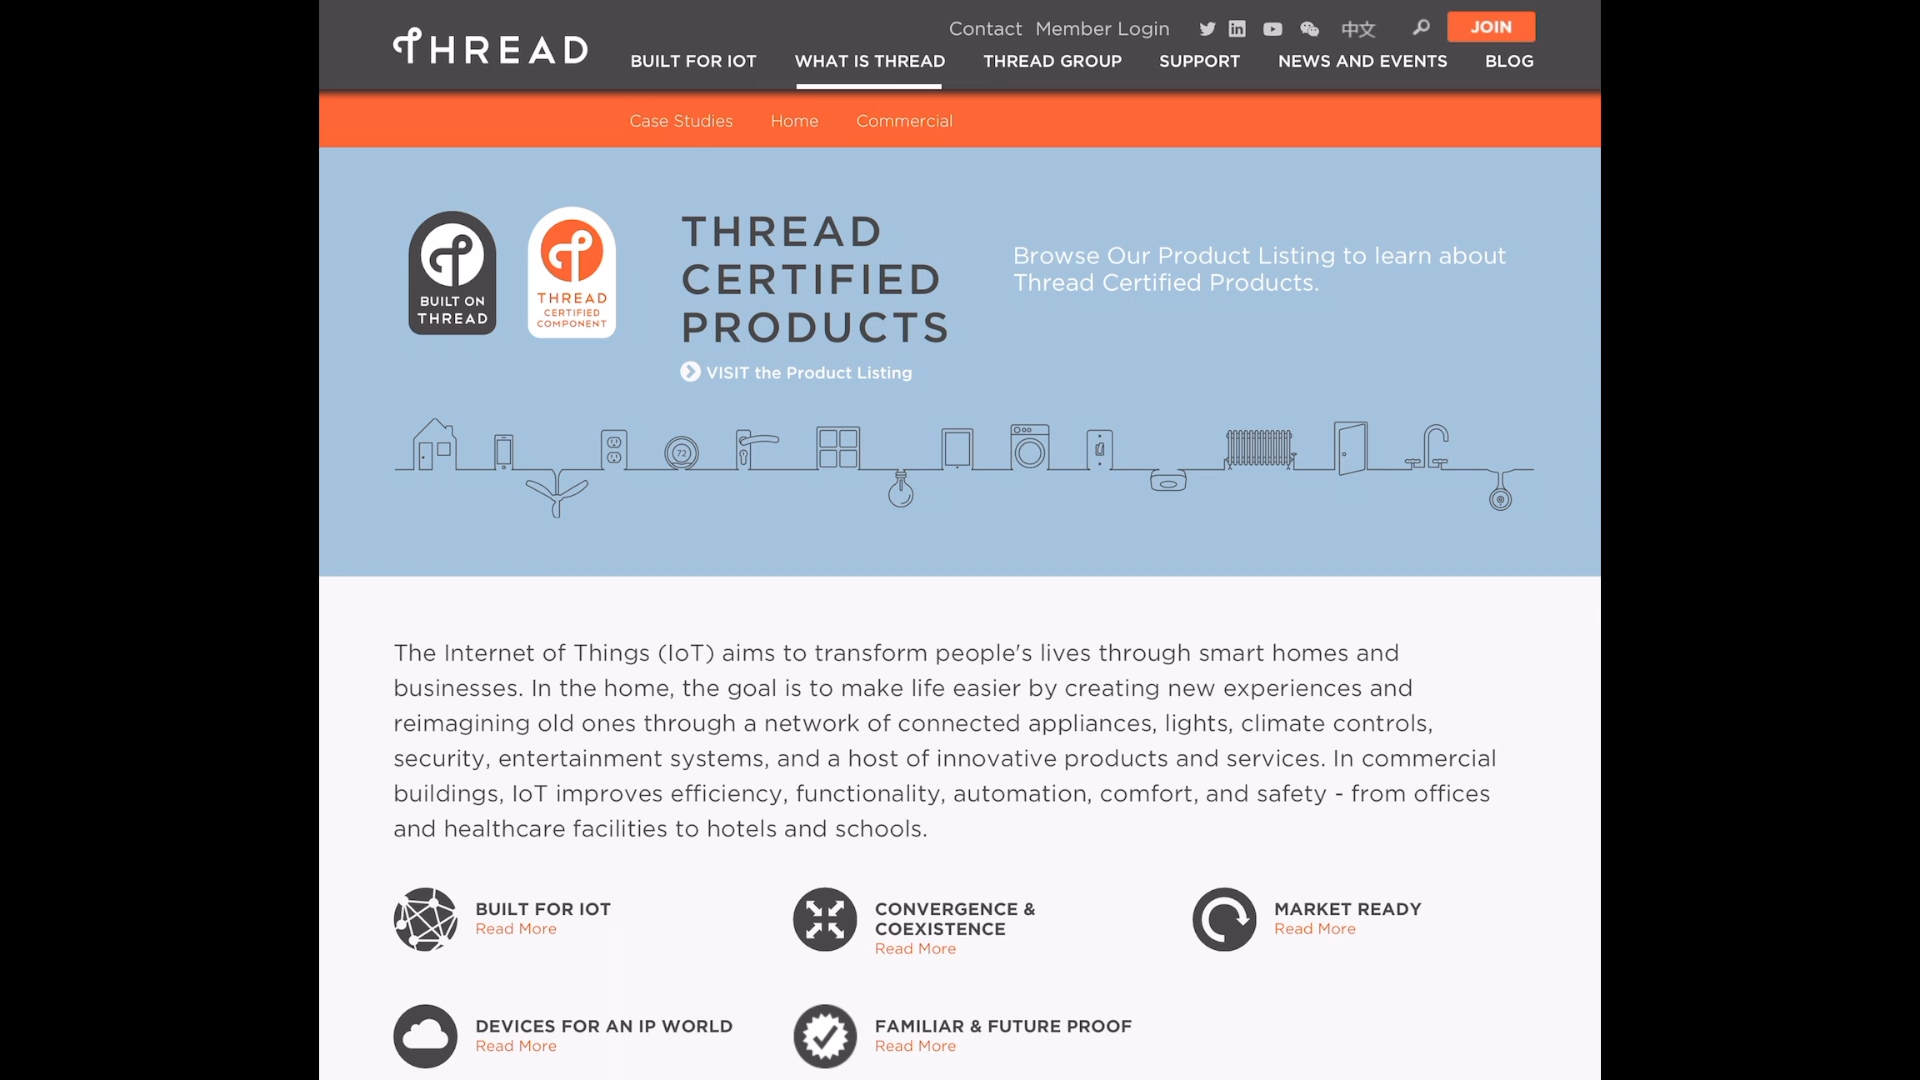 THREAD
Contact Member Login 中文 JOIN
BUILT FOR IOT WHAT IS THREAD THREAD GROUP SUPPORT NEWS AND EVENTS BLOG
Case Studies Home Commercial
BUILT ON
THREAD
THREAD
CERTIFIED
COMPONENT
THREAD
CERTIFIED
PRODUCTS
VISIT the Product Listing
Browse Our Product Listing to learn about
Thread Certified Products.
72
The Internet of Things (IoT) aims to transform people's lives through smart homes and
businesses. In the home, the goal is to make life easier by creating new experiences and
reimagining old ones through a network of connected appliances, lights, climate controls,
security, entertainment systems, and a host of innovative products and services. In commercial
buildings, IoT improves efficiency, functionality, automation, comfort, and safety - from offices
and healthcare facilities to hotels and schools.
BUILT FOR IOT
Read More
CONVERGENCE &
COEXISTENCE
Read More
MARKET READY
Read More
DEVICES FOR AN IP WORLD
Read More
FAMILIAR & FUTURE PROOF
Read More